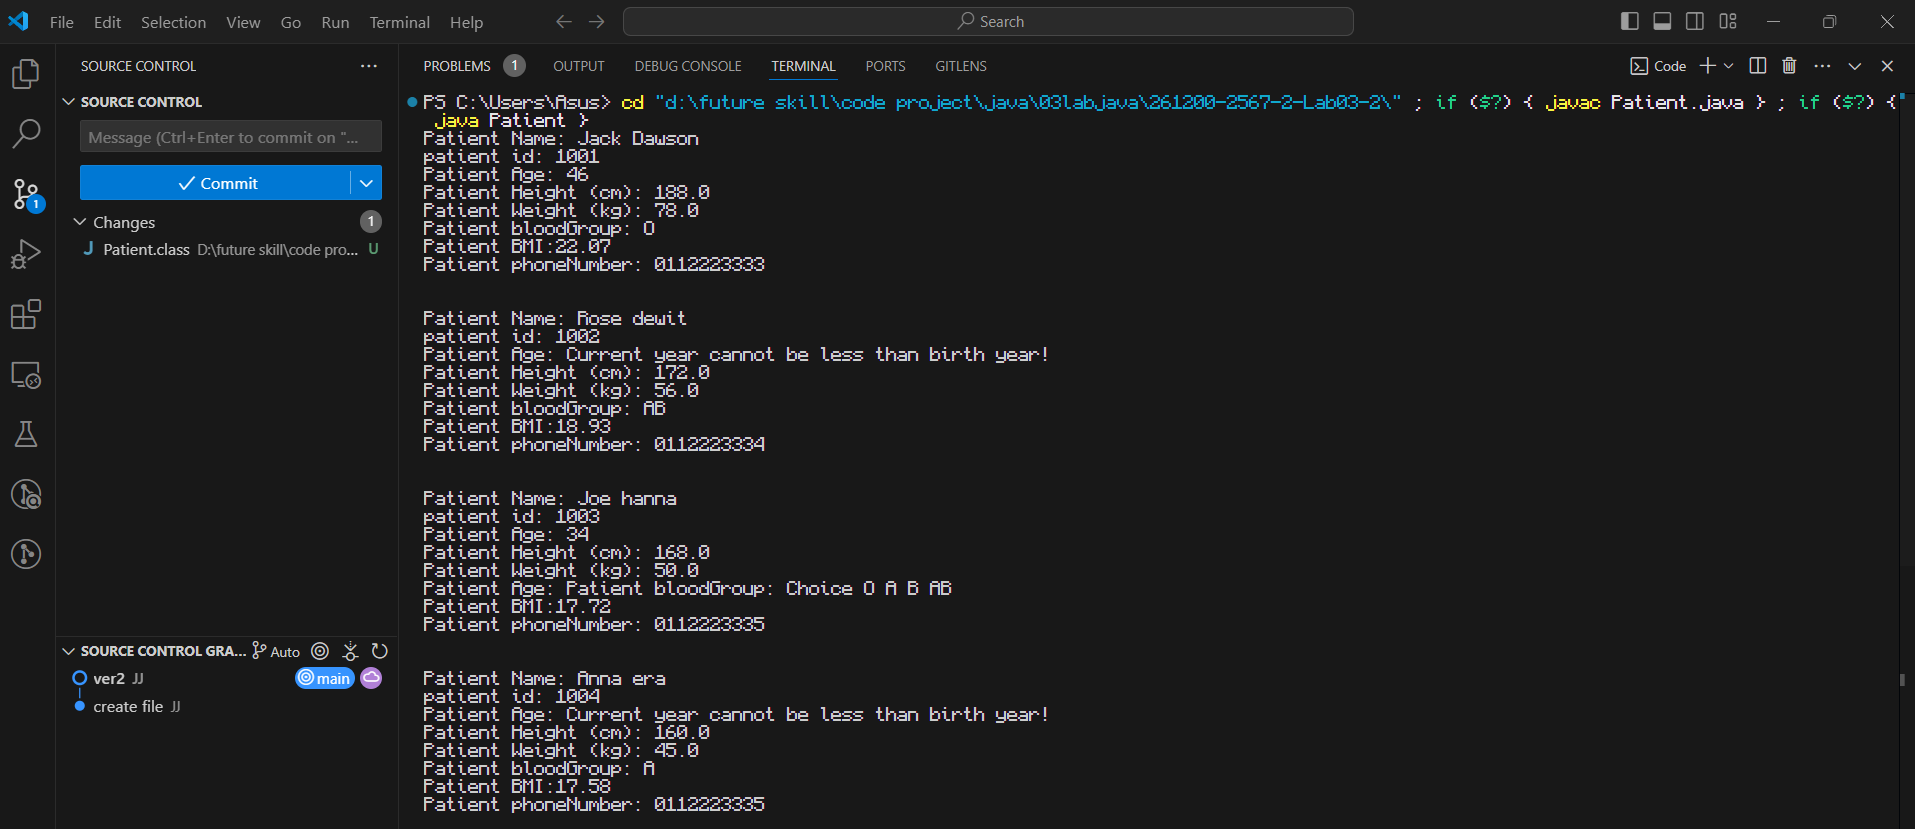 File Edit Selection View Go Run Terminal Help
Search
SOURCE CONTROL
SOURCE CONTROL
Message (Ctrl+Enter to commit on "...
Commit
Changes 1
Patient.class D:\future skill\code pro... U
1
SOURCE CONTROL GRA... Auto
ver2 JJ main
create file JJ
PROBLEMS 1 OUTPUT DEBUG CONSOLE TERMINAL PORTS GITLENS
Code
PS C:\Users\Asus> cd "d:\future skill\code project\java\03labjava\261200-2567-2-Lab03-2\" ; if ($?) { javac Patient.java } ; if ($?) {
java Patient }
Patient Name: Jack Dawson
patient id: 1001
Patient Age: 46
Patient Height (cm): 188.0
Patient Weight (kg): 78.0
Patient bloodGroup: O
Patient BMI:22.07
Patient phoneNumber: 0112223333
Patient Name: Rose dewit
patient id: 1002
Patient Age: Current year cannot be less than birth year!
Patient Height (cm): 172.0
Patient Weight (kg): 56.0
Patient bloodGroup: AB
Patient BMI:18.93
Patient phoneNumber: 0112223334
Patient Name: Joe hanna
patient id: 1003
Patient Age: 34
Patient Height (cm): 168.0
Patient Weight (kg): 50.0
Patient Age: Patient bloodGroup: Choice O A B AB
Patient BMI:17.72
Patient phoneNumber: 0112223335
Patient Name: Anna era
patient id: 1004
Patient Age: Current year cannot be less than birth year!
Patient Height (cm): 160.0
Patient Weight (kg): 45.0
Patient bloodGroup: A
Patient BMI:17.58
Patient phoneNumber: 0112223335